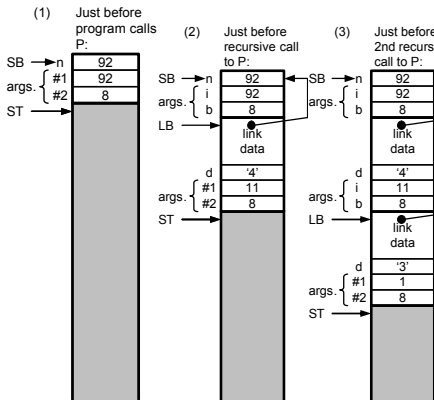 (1) Just before
program calls
P:
SB n 92
args. #1 92
#2 8
ST
(2) Just before
recursive call
to P:
SB n 92
args. i 92
b 8
LB
link
data
d '4'
args. #1 11
#2 8
ST
(3) Just before
2nd recurs
call to P:
SB n 92
args. i 92
b 8
link
data
d '4'
args. i 11
b 8
LB
link
data
d '3'
args. #1 1
#2 8
ST